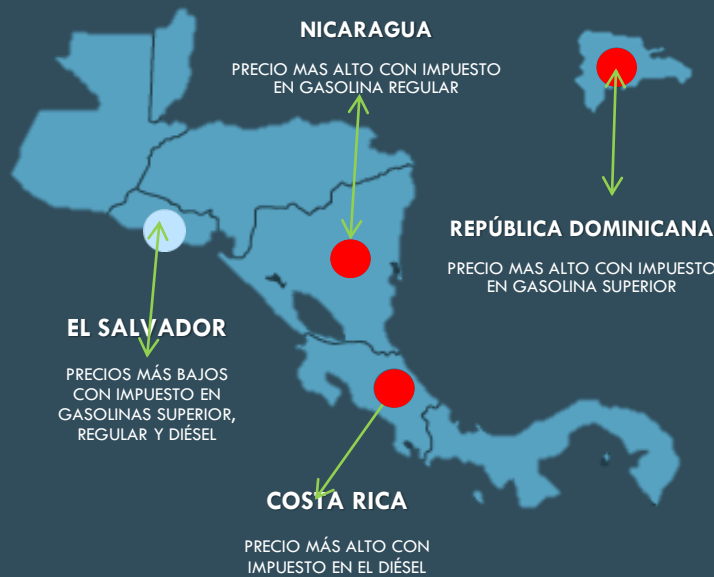 NICARAGUA
PRECIO MAS ALTO CON IMPUESTO
EN GASOLINA REGULAR
REPÚBLICA DOMINICANA
PRECIO MAS ALTO CON IMPUESTO
EN GASOLINA SUPERIOR
EL SALVADOR
PRECIOS MÁS BAJOS
CON IMPUESTO EN
GASOLINAS SUPERIOR,
REGULAR Y DIÉSEL
COSTA RICA
PRECIO MÁS ALTO CON
IMPUESTO EN EL DIÉSEL